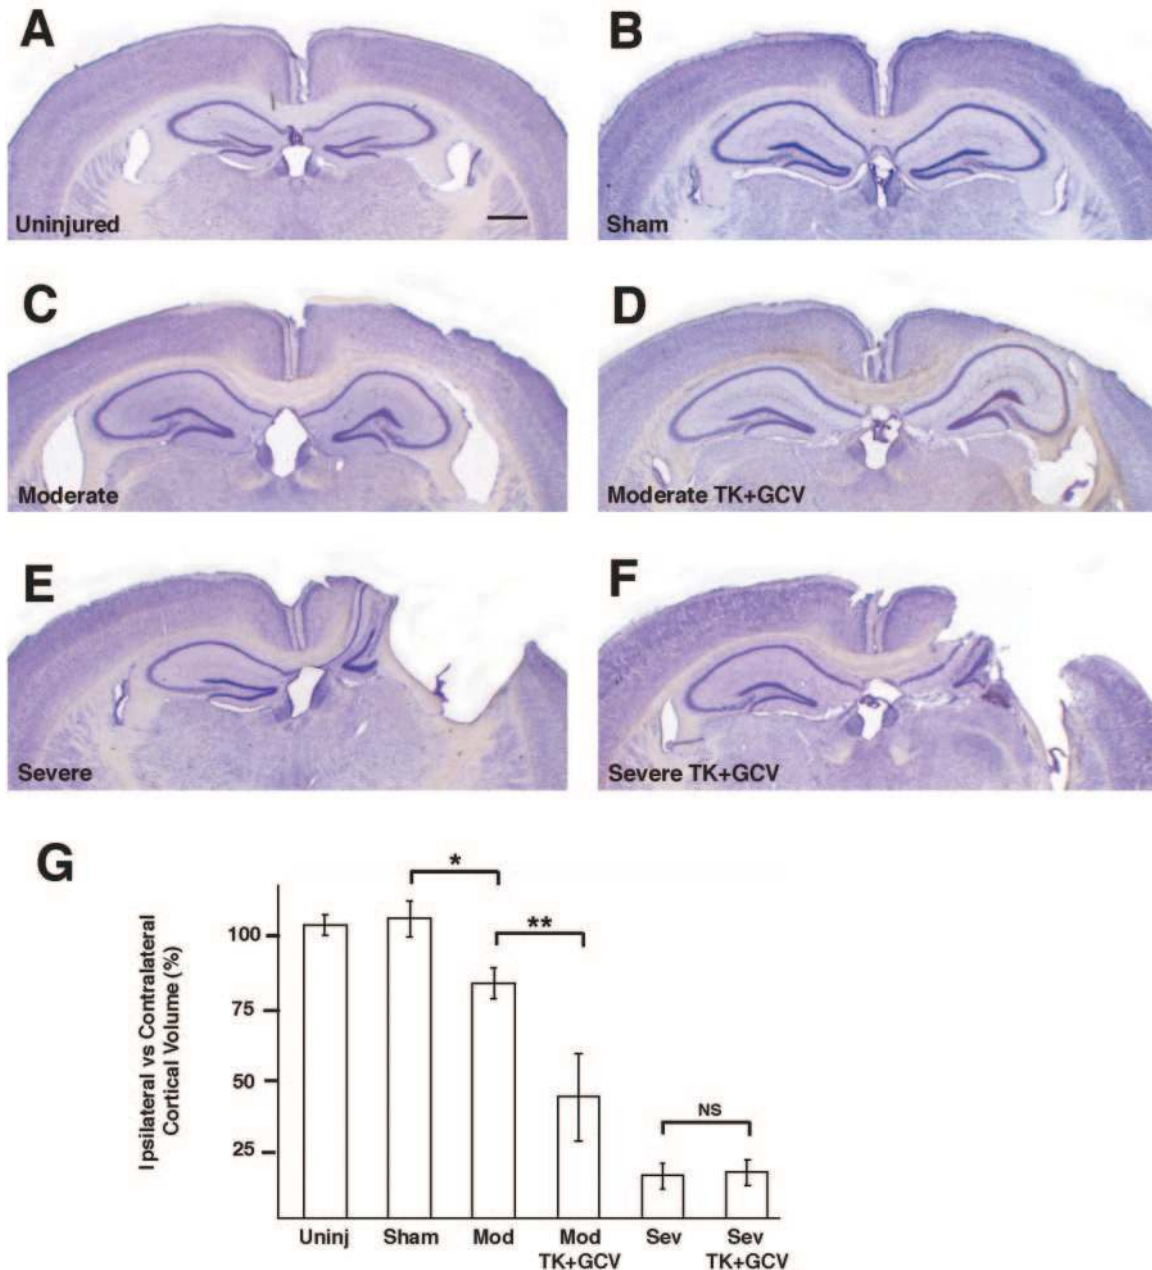 A
B
Uninjured
Sham
C
D
Moderate
Moderate TK+GCV
E
F
Severe
Severe TK+GCV
G
Ipsilateral vs Contralateral
Cortical Volume (%)
100
75
50
25
*
**
NS
Uninj
Sham
Mod
Mod
TK+GCV
Sev
Sev
TK+GCV